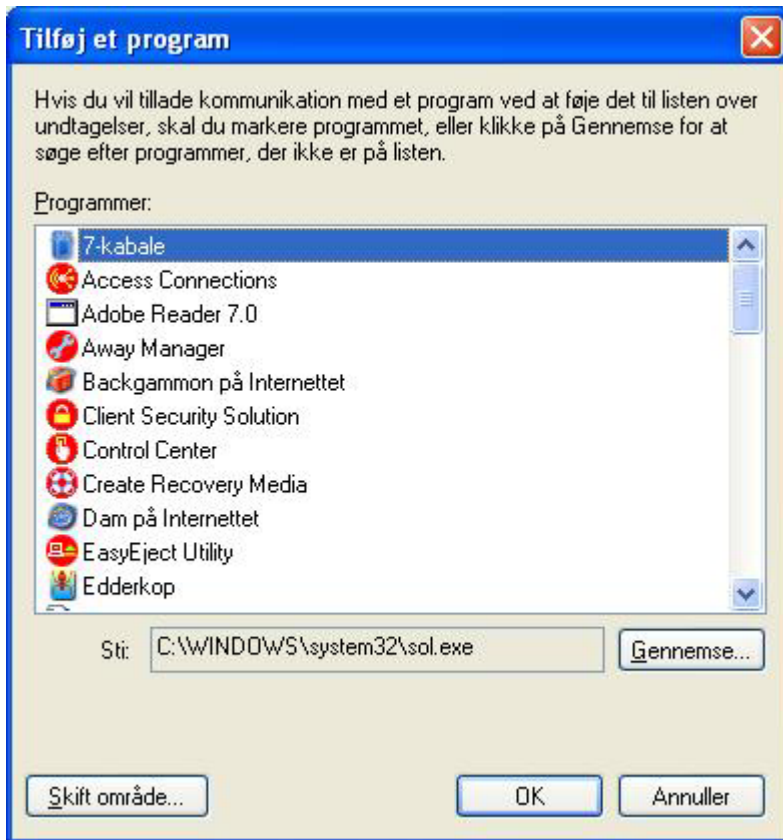 Tilføj et program
Hvis du vil tillade kommunikation med et program ved at føje det til listen over
undtagelser, skal du markere programmet, eller klikke på Gennemse for at
søge efter programmer, der ikke er på listen.
Programmer:
7-kabale
Access Connections
Adobe Reader 7.0
Away Manager
Backgammon på Internettet
Client Security Solution
Control Center
Create Recovery Media
Dam på Internettet
EasyEject Utility
Edderkop
Sti: C:\WINDOWS\system32\sol.exe Gennemse...
Skift område... OK Annuller